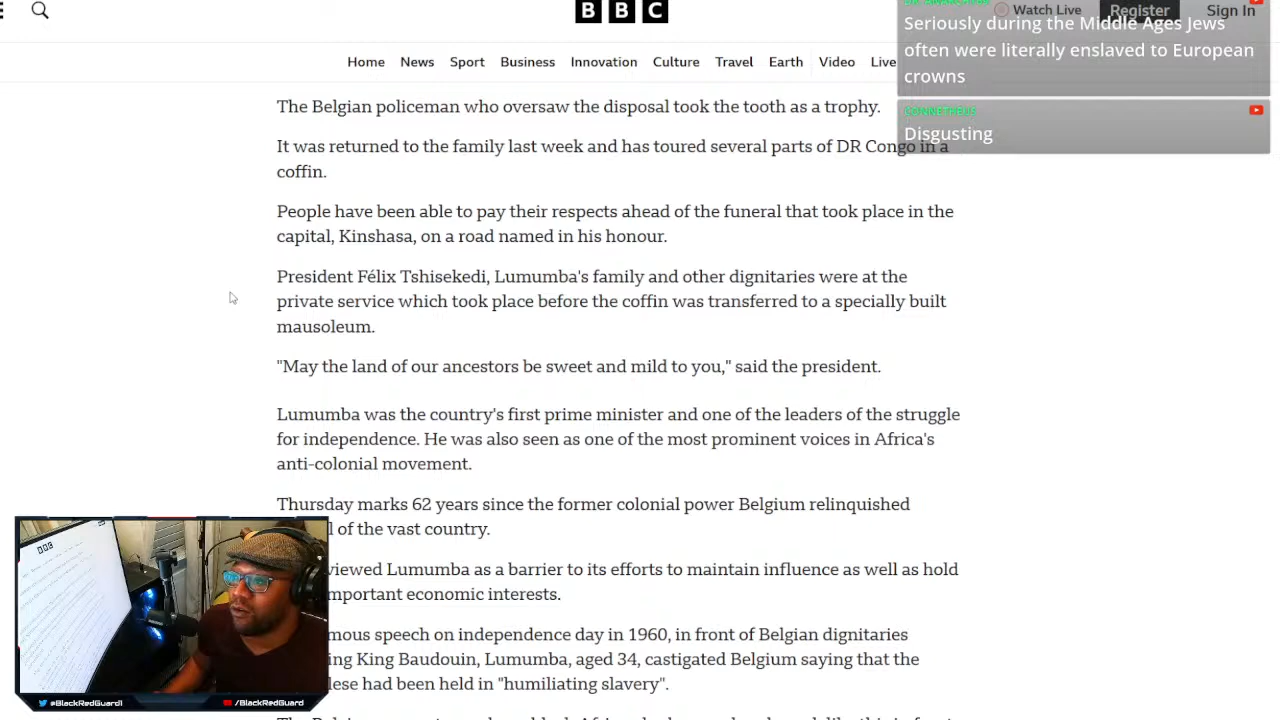 BBC
Watch Live
Register
Sign In
Home News Sport Business Innovation Culture Travel Earth Video Live
Seriously during the Middle Ages Jews
often were literally enslaved to European
crowns
Disgusting
The Belgian policeman who oversaw the disposal took the tooth as a trophy.
It was returned to the family last week and has toured several parts of DR Congo in a
coffin.
People have been able to pay their respects ahead of the funeral that took place in the
capital, Kinshasa, on a road named in his honour.
President Félix Tshisekedi, Lumumba's family and other dignitaries were at the
private service which took place before the coffin was transferred to a specially built
mausoleum.
"May the land of our ancestors be sweet and mild to you," said the president.
Lumumba was the country's first prime minister and one of the leaders of the struggle
for independence. He was also seen as one of the most prominent voices in Africa's
anti-colonial movement.
Thursday marks 62 years since the former colonial power Belgium relinquished
of the vast country.
viewed Lumumba as a barrier to its efforts to maintain influence as well as hold
important economic interests.
speech on independence day in 1960, in front of Belgian dignitaries
King Baudouin, Lumumba, aged 34, castigated Belgium saying that the
had been held in "humiliating slavery".
@BlackRedGuard1 /BlackRedGuard